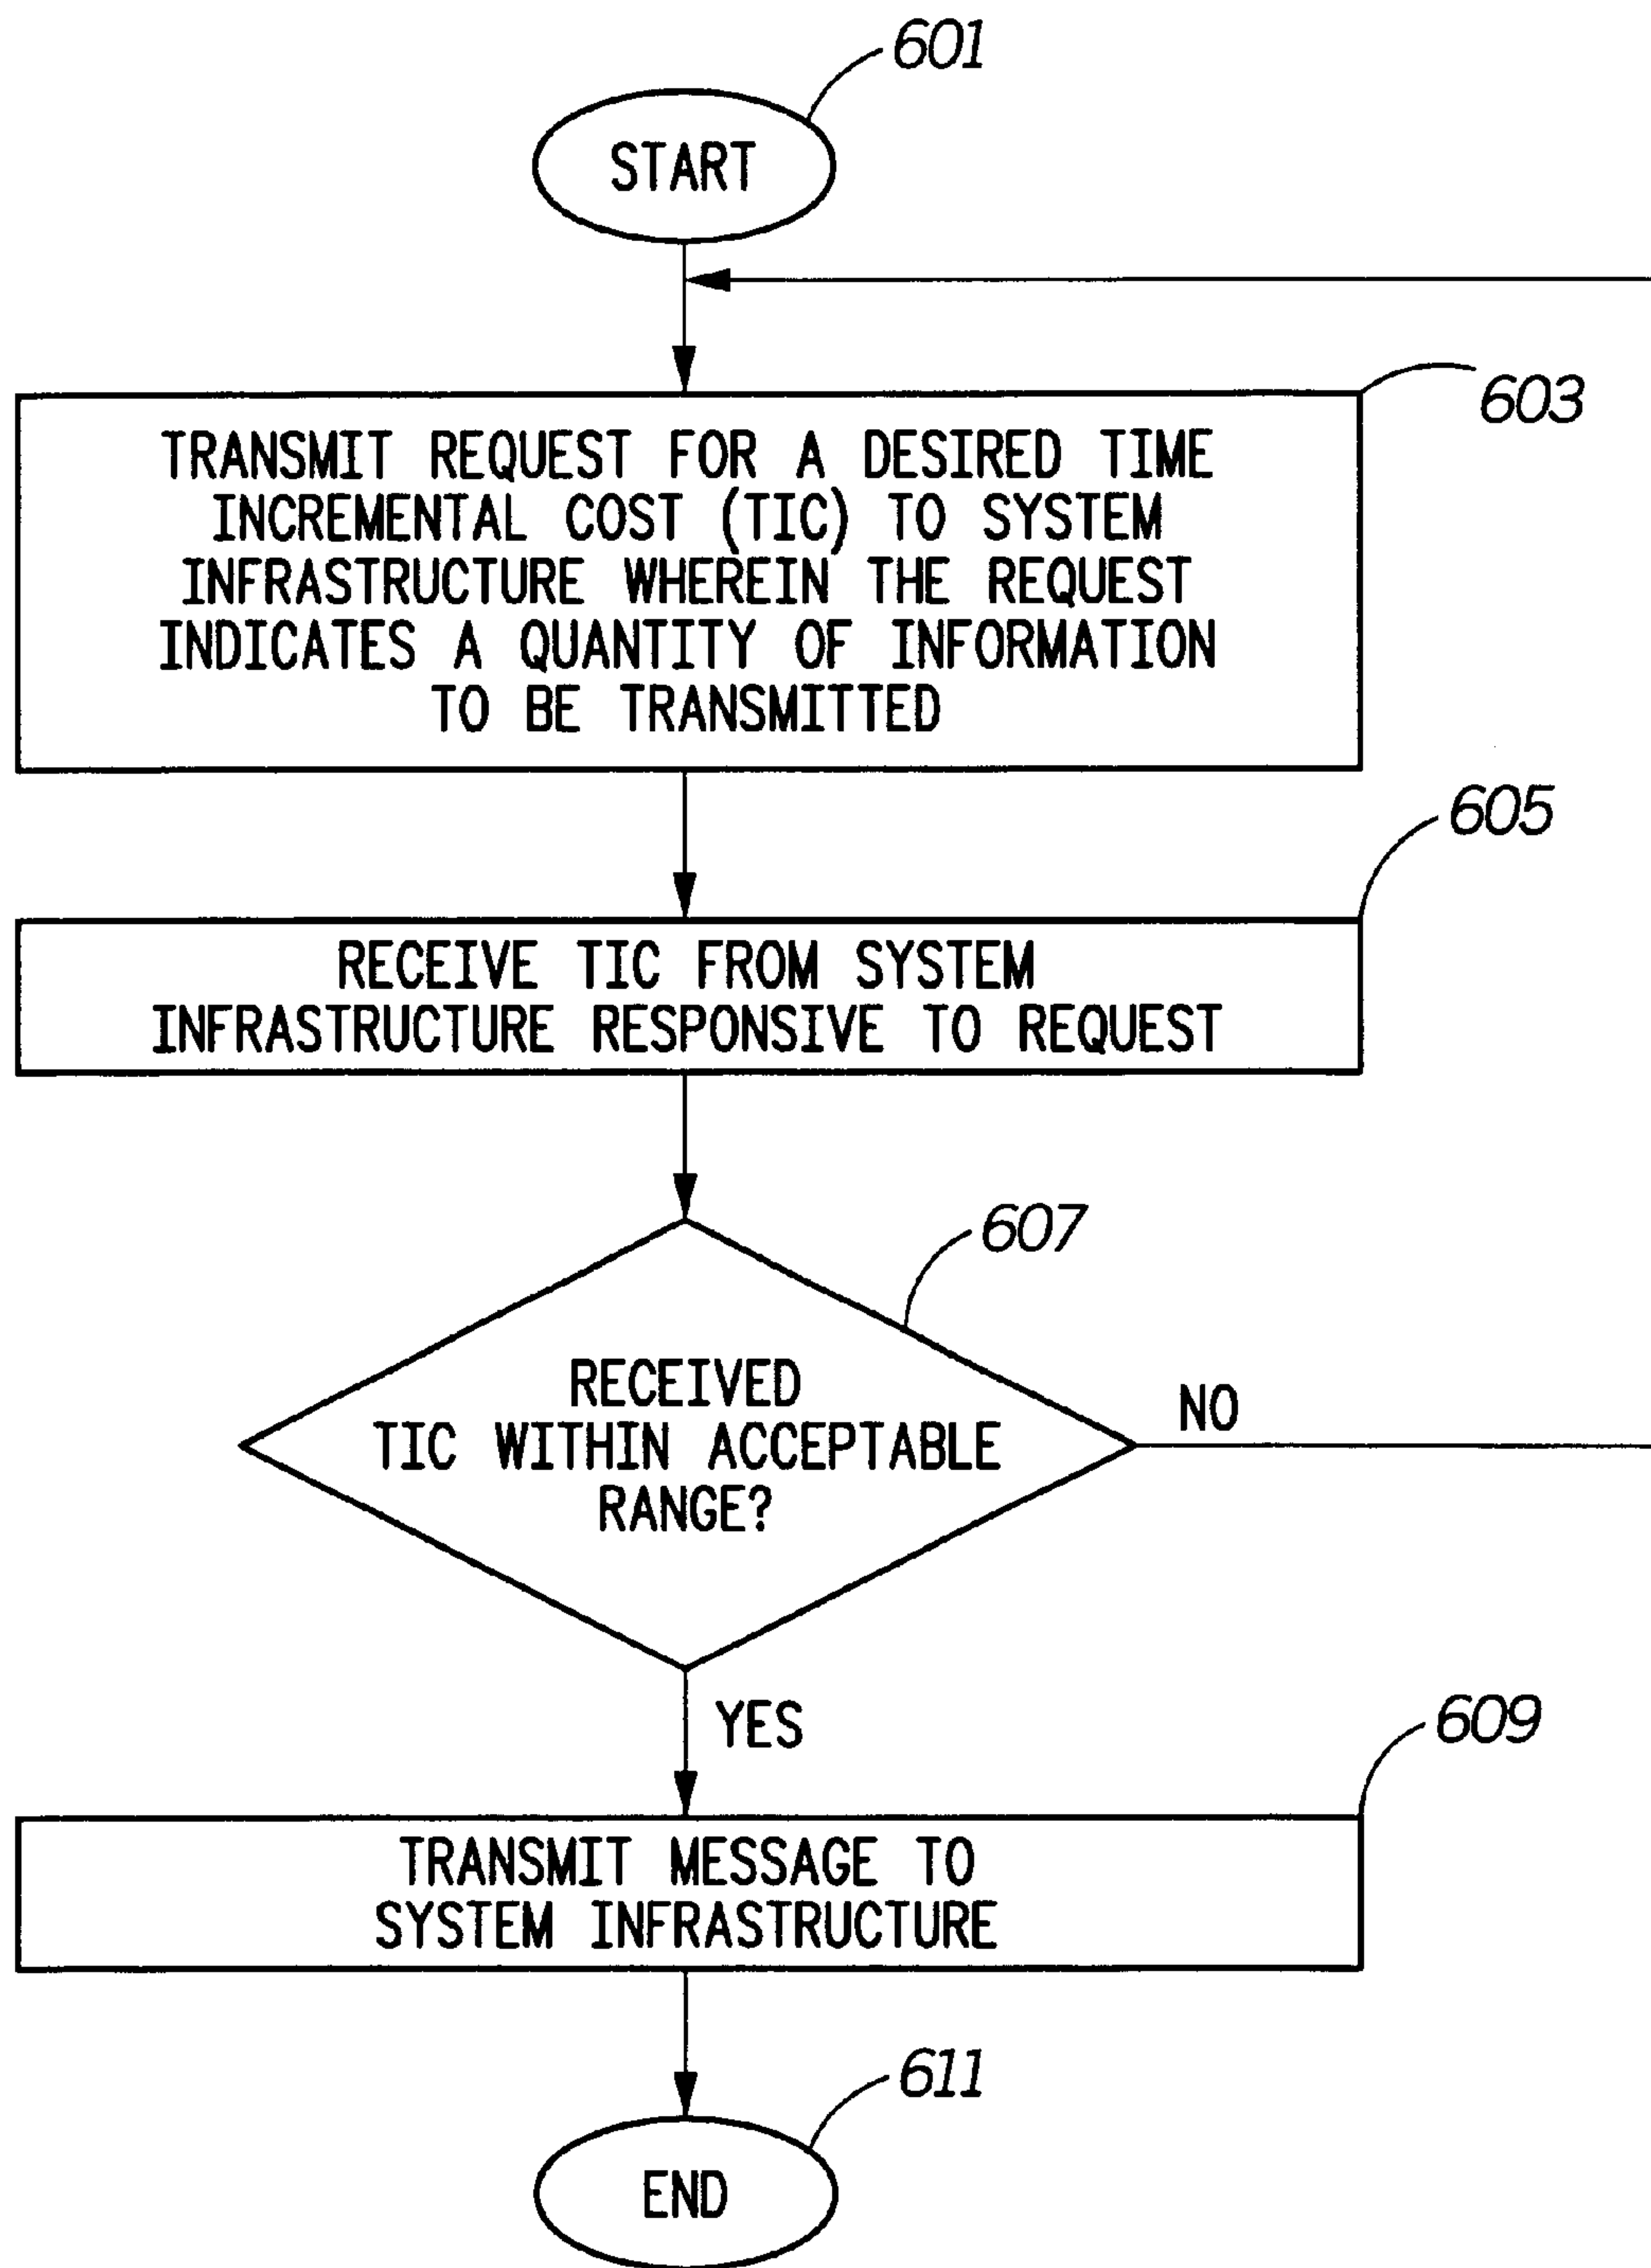 601
START
603
TRANSMIT REQUEST FOR A DESIRED TIME
INCREMENTAL COST (TIC) TO SYSTEM
INFRASTRUCTURE WHEREIN THE REQUEST
INDICATES A QUANTITY OF INFORMATION
TO BE TRANSMITTED
605
RECEIVE TIC FROM SYSTEM
INFRASTRUCTURE RESPONSIVE TO REQUEST
607
RECEIVED
TIC WITHIN ACCEPTABLE
RANGE?
NO
YES
609
TRANSMIT MESSAGE TO
SYSTEM INFRASTRUCTURE
611
END